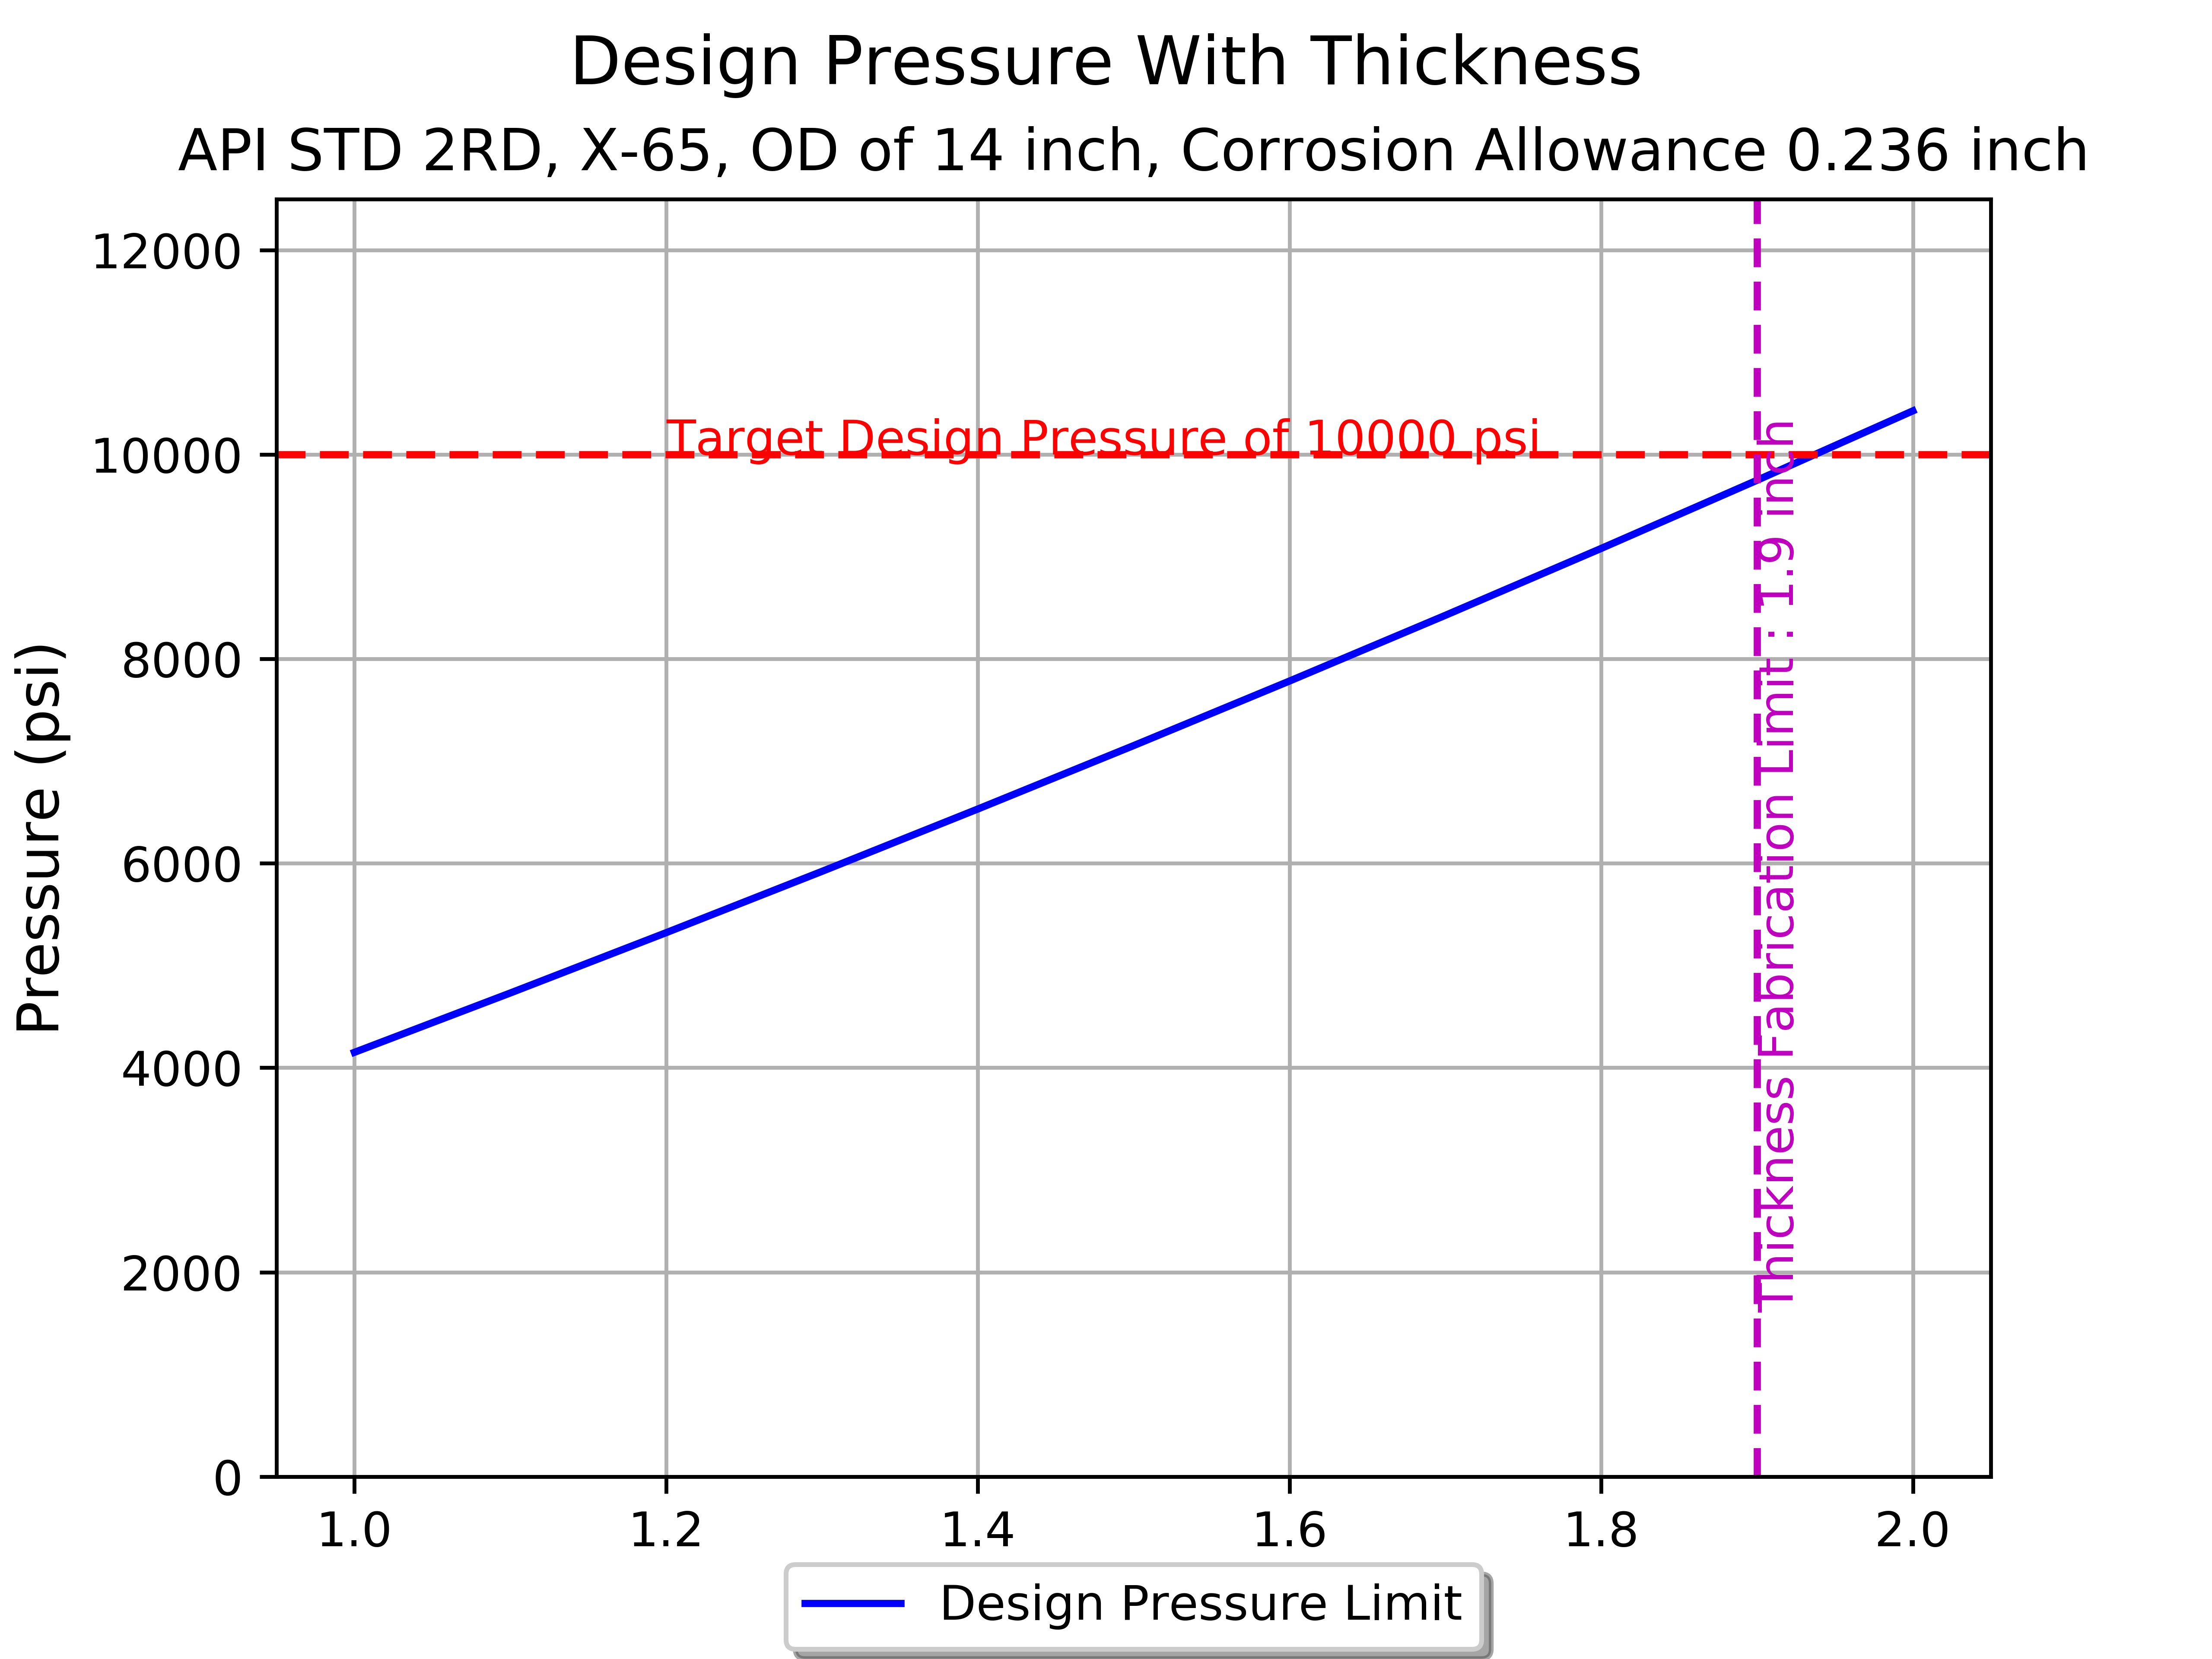 Design Pressure With Thickness
API STD 2RD, X-65, OD of 14 inch, Corrosion Allowance 0.236 inch
12000
10000
8000
6000
4000
2000
0
Pressure (psi)
Target Design Pressure of 10000 psi
Thickness Fabrication Limit : 1.9 inch
1.0 1.2 1.4 1.6 1.8 2.0
Design Pressure Limit